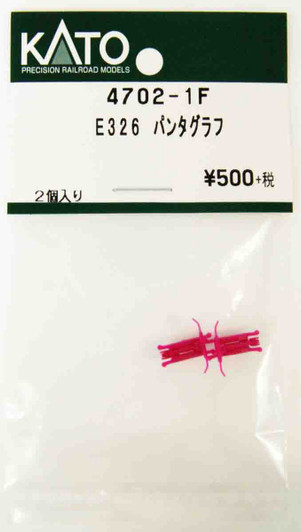 KATO
PRECISION RAILROAD MODELS
4702-1F
E326 パンタグラフ
¥500+税
2個入り